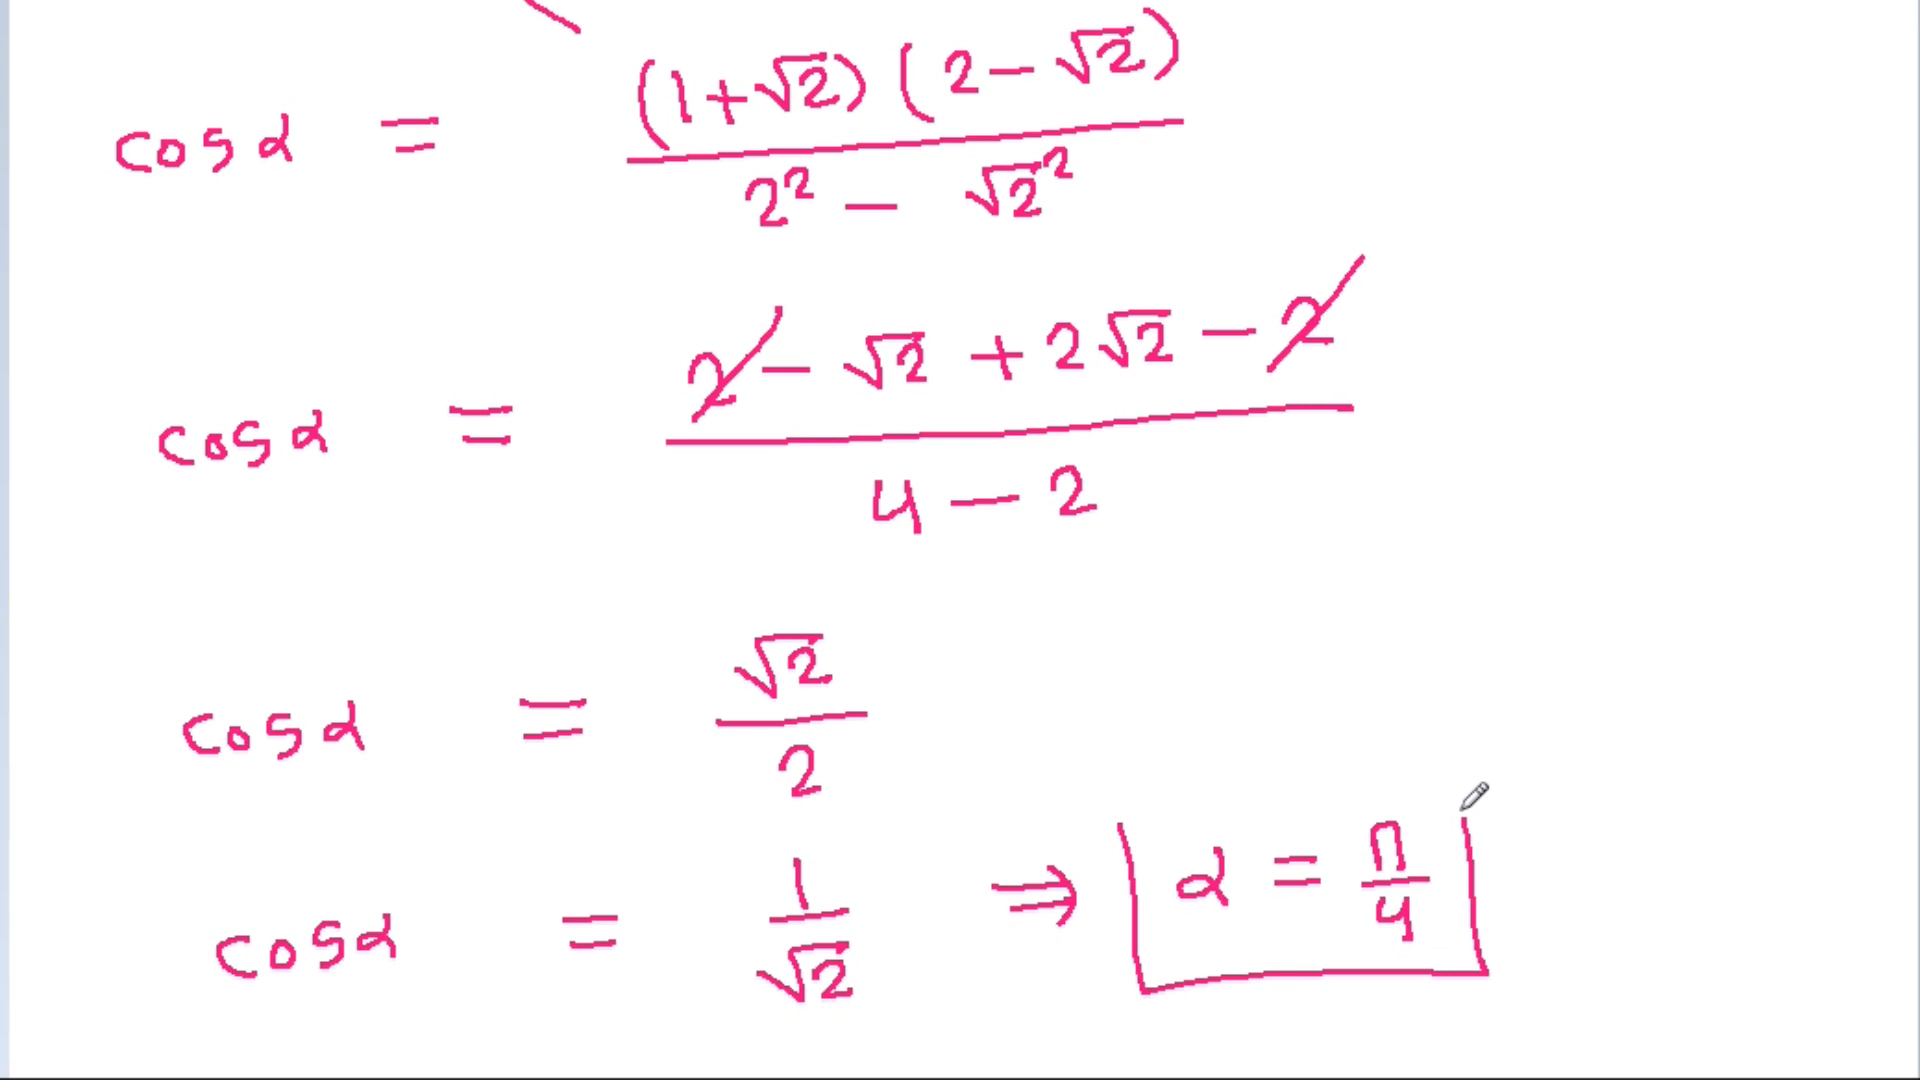 cos α = (1+√2)(2-√2) / 2² - √2²
cos α = 2 - √2 + 2√2 - 2 / 4 - 2
cos α = √2 / 2
cos α = 1 / √2 ⇒ α = π / 4